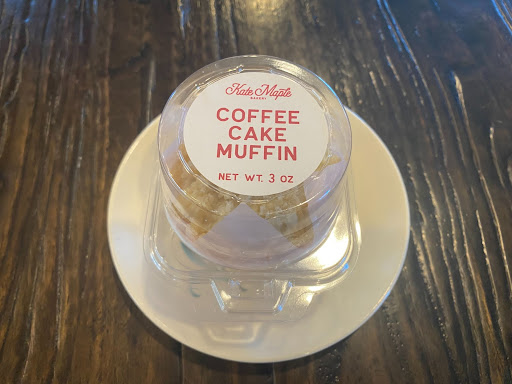 Kate Maple
BAKERY
COFFEE
CAKE
MUFFIN
NET WT. 3 OZ